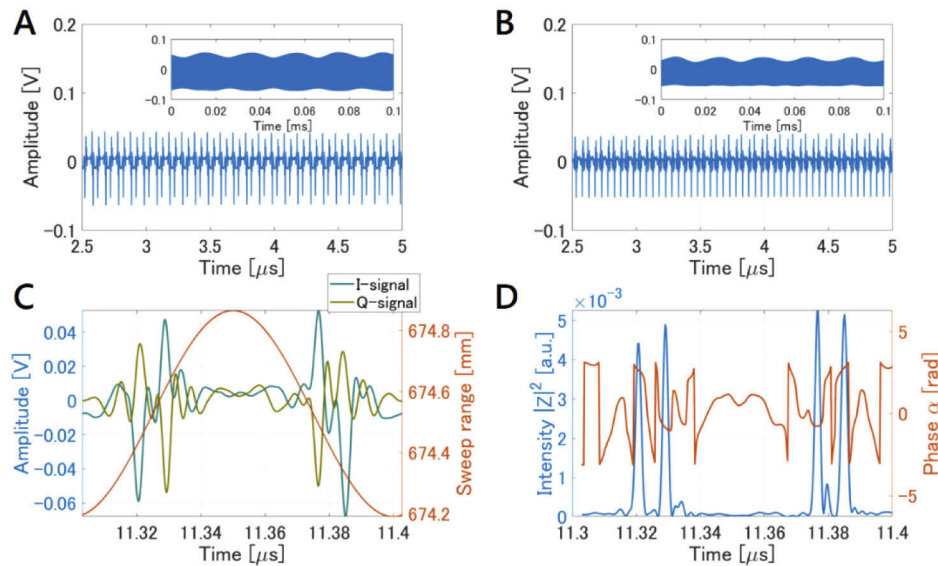 A
Amplitude [V]
0.2
0.1
0
−0.1
2.5 3 3.5 4 4.5 5
Time [μs]
0.1
0
−0.1
0 0.02 0.04 0.06 0.08 0.1
Time [ms]
B
Amplitude [V]
0.2
0.1
0
−0.1
2.5 3 3.5 4 4.5 5
Time [μs]
0.1
0
−0.1
0 0.02 0.04 0.06 0.08 0.1
Time [ms]
C
I-signal
Q-signal
Amplitude [V]
0.04
0.02
0
−0.02
−0.04
−0.06
674.8
674.6
674.4
674.2
Sweep range [mm]
11.32 11.34 11.36 11.38 11.4
Time [μs]
D
×10⁻³
Intensity |Z|² [a.u.]
5
4
3
2
1
0
5
0
−5
Phase α [rad]
11.3 11.32 11.34 11.36 11.38 11.4
Time [μs]